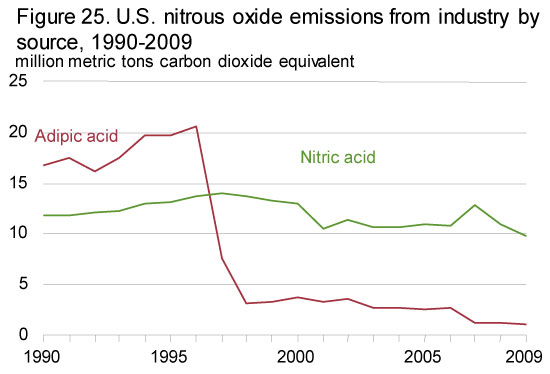 Figure 25. U.S. nitrous oxide emissions from industry by
source, 1990-2009
million metric tons carbon dioxide equivalent
25
20
Adipic acid
Nitric acid
15
10
5
0
1990 1995 2000 2005 2009